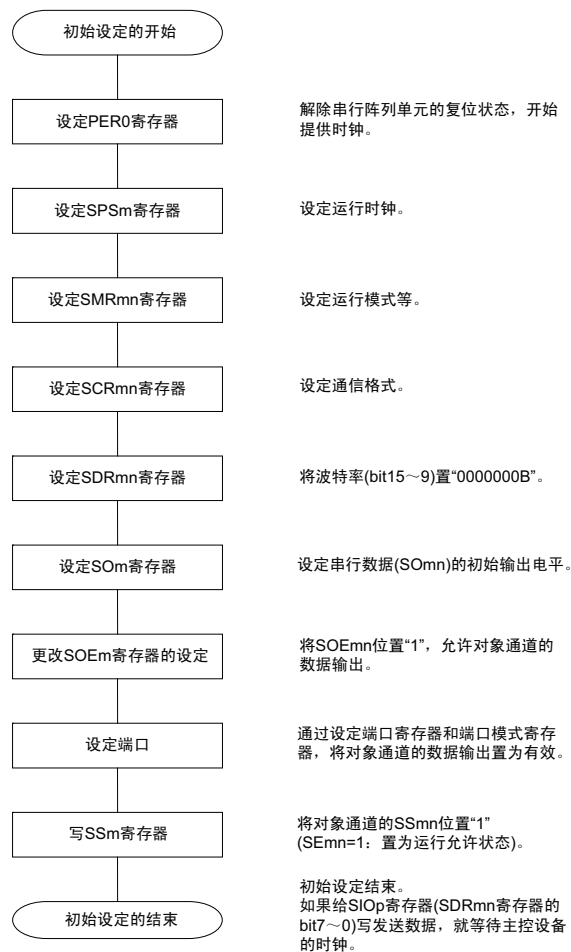 初始设定的开始
设定PER0寄存器
解除串行阵列单元的复位状态，开始
提供时钟。
设定SPSm寄存器
设定运行时钟。
设定SMRmn寄存器
设定运行模式等。
设定SCRmn寄存器
设定通信格式。
设定SDRmn寄存器
将波特率(bit15～9)置“0000000B”。
设定SOm寄存器
设定串行数据(SOmn)的初始输出电平。
更改SOEm寄存器的设定
将SOEmn位置“1”，允许对象通道的
数据输出。
设定端口
通过设定端口寄存器和端口模式寄存
器，将对象通道的数据输出置为有效。
写SSm寄存器
将对象通道的SSmn位置“1”
(SEmn=1：置为运行允许状态)。
初始设定的结束
初始设定结束。
如果给SIOp寄存器(SDRmn寄存器的
bit7～0)写发送数据，就等待主控设备
的时钟。